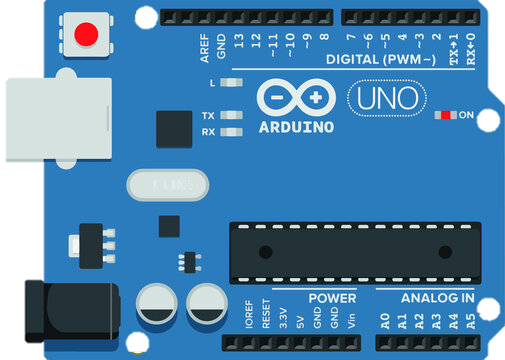 AREF
GND
13
12
~11
~10
~9
8
7
~6
~5
4
~3
2
TX→1
RX←0
DIGITAL (PWM ~)
L
TX
RX
ARDUINO
UNO
ON
POWER
ANALOG IN
IOREF
RESET
3.3V
5V
GND
GND
Vin
A0
A1
A2
A3
A4
A5